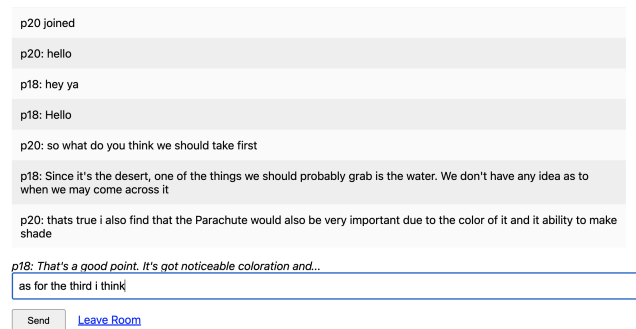 p20 joined
p20: hello
p18: hey ya
p18: Hello
p20: so what do you think we should take first
p18: Since it's the desert, one of the things we should probably grab is the water. We don't have any idea as to
when we may come across it
p20: thats true i also find that the Parachute would also be very important due to the color of it and it ability to make
shade
p18: That's a good point. It's got noticeable coloration and...
as for the third i think
Send Leave Room